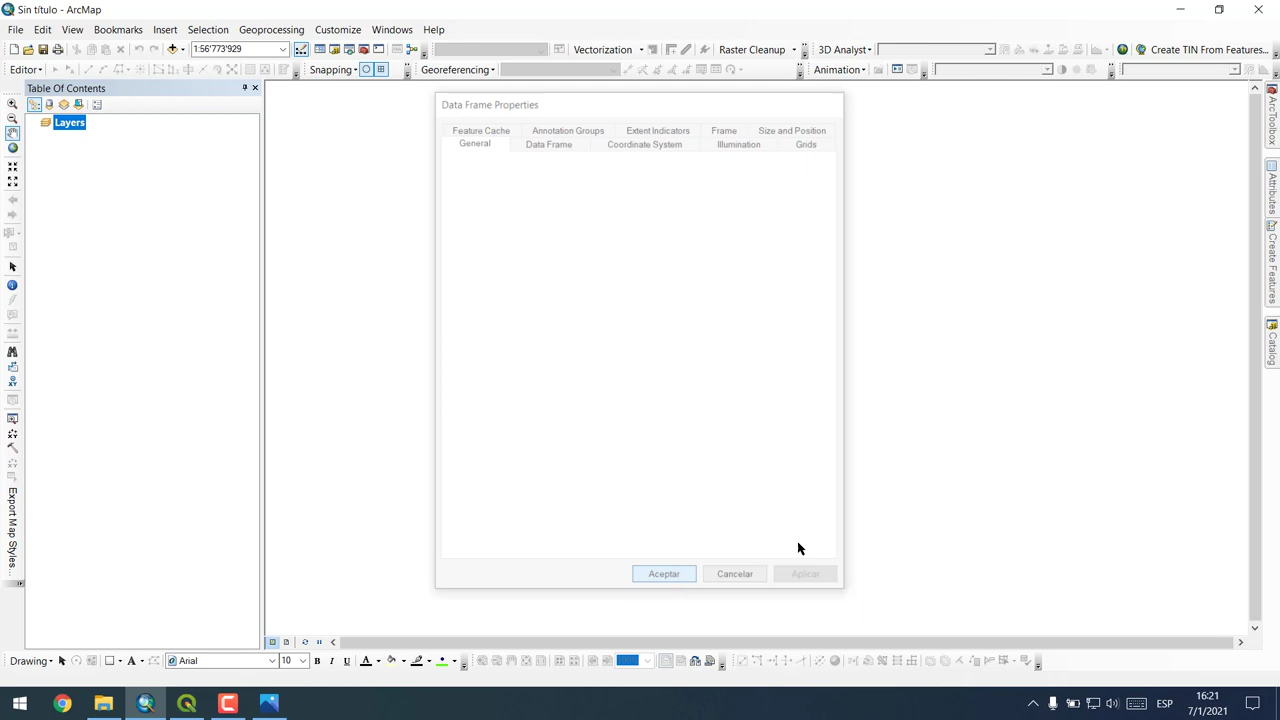 Sin título - ArcMap
File Edit View Bookmarks Insert Selection Geoprocessing Customize Windows Help
1:56'773'929 Vectorization Raster Cleanup 3D Analyst Create TIN From Features...
Editor Snapping Georeferencing Animation
Table Of Contents
Layers
Data Frame Properties
Feature Cache Annotation Groups Extent Indicators Frame Size and Position
General Data Frame Coordinate System Illumination Grids
Aceptar Cancelar Aplicar
ArcToolbox
Attributes
Create Features
Catalog
Export Map Styles...
Drawing Arial 10 B I U A
ESP
16:21
7/1/2021